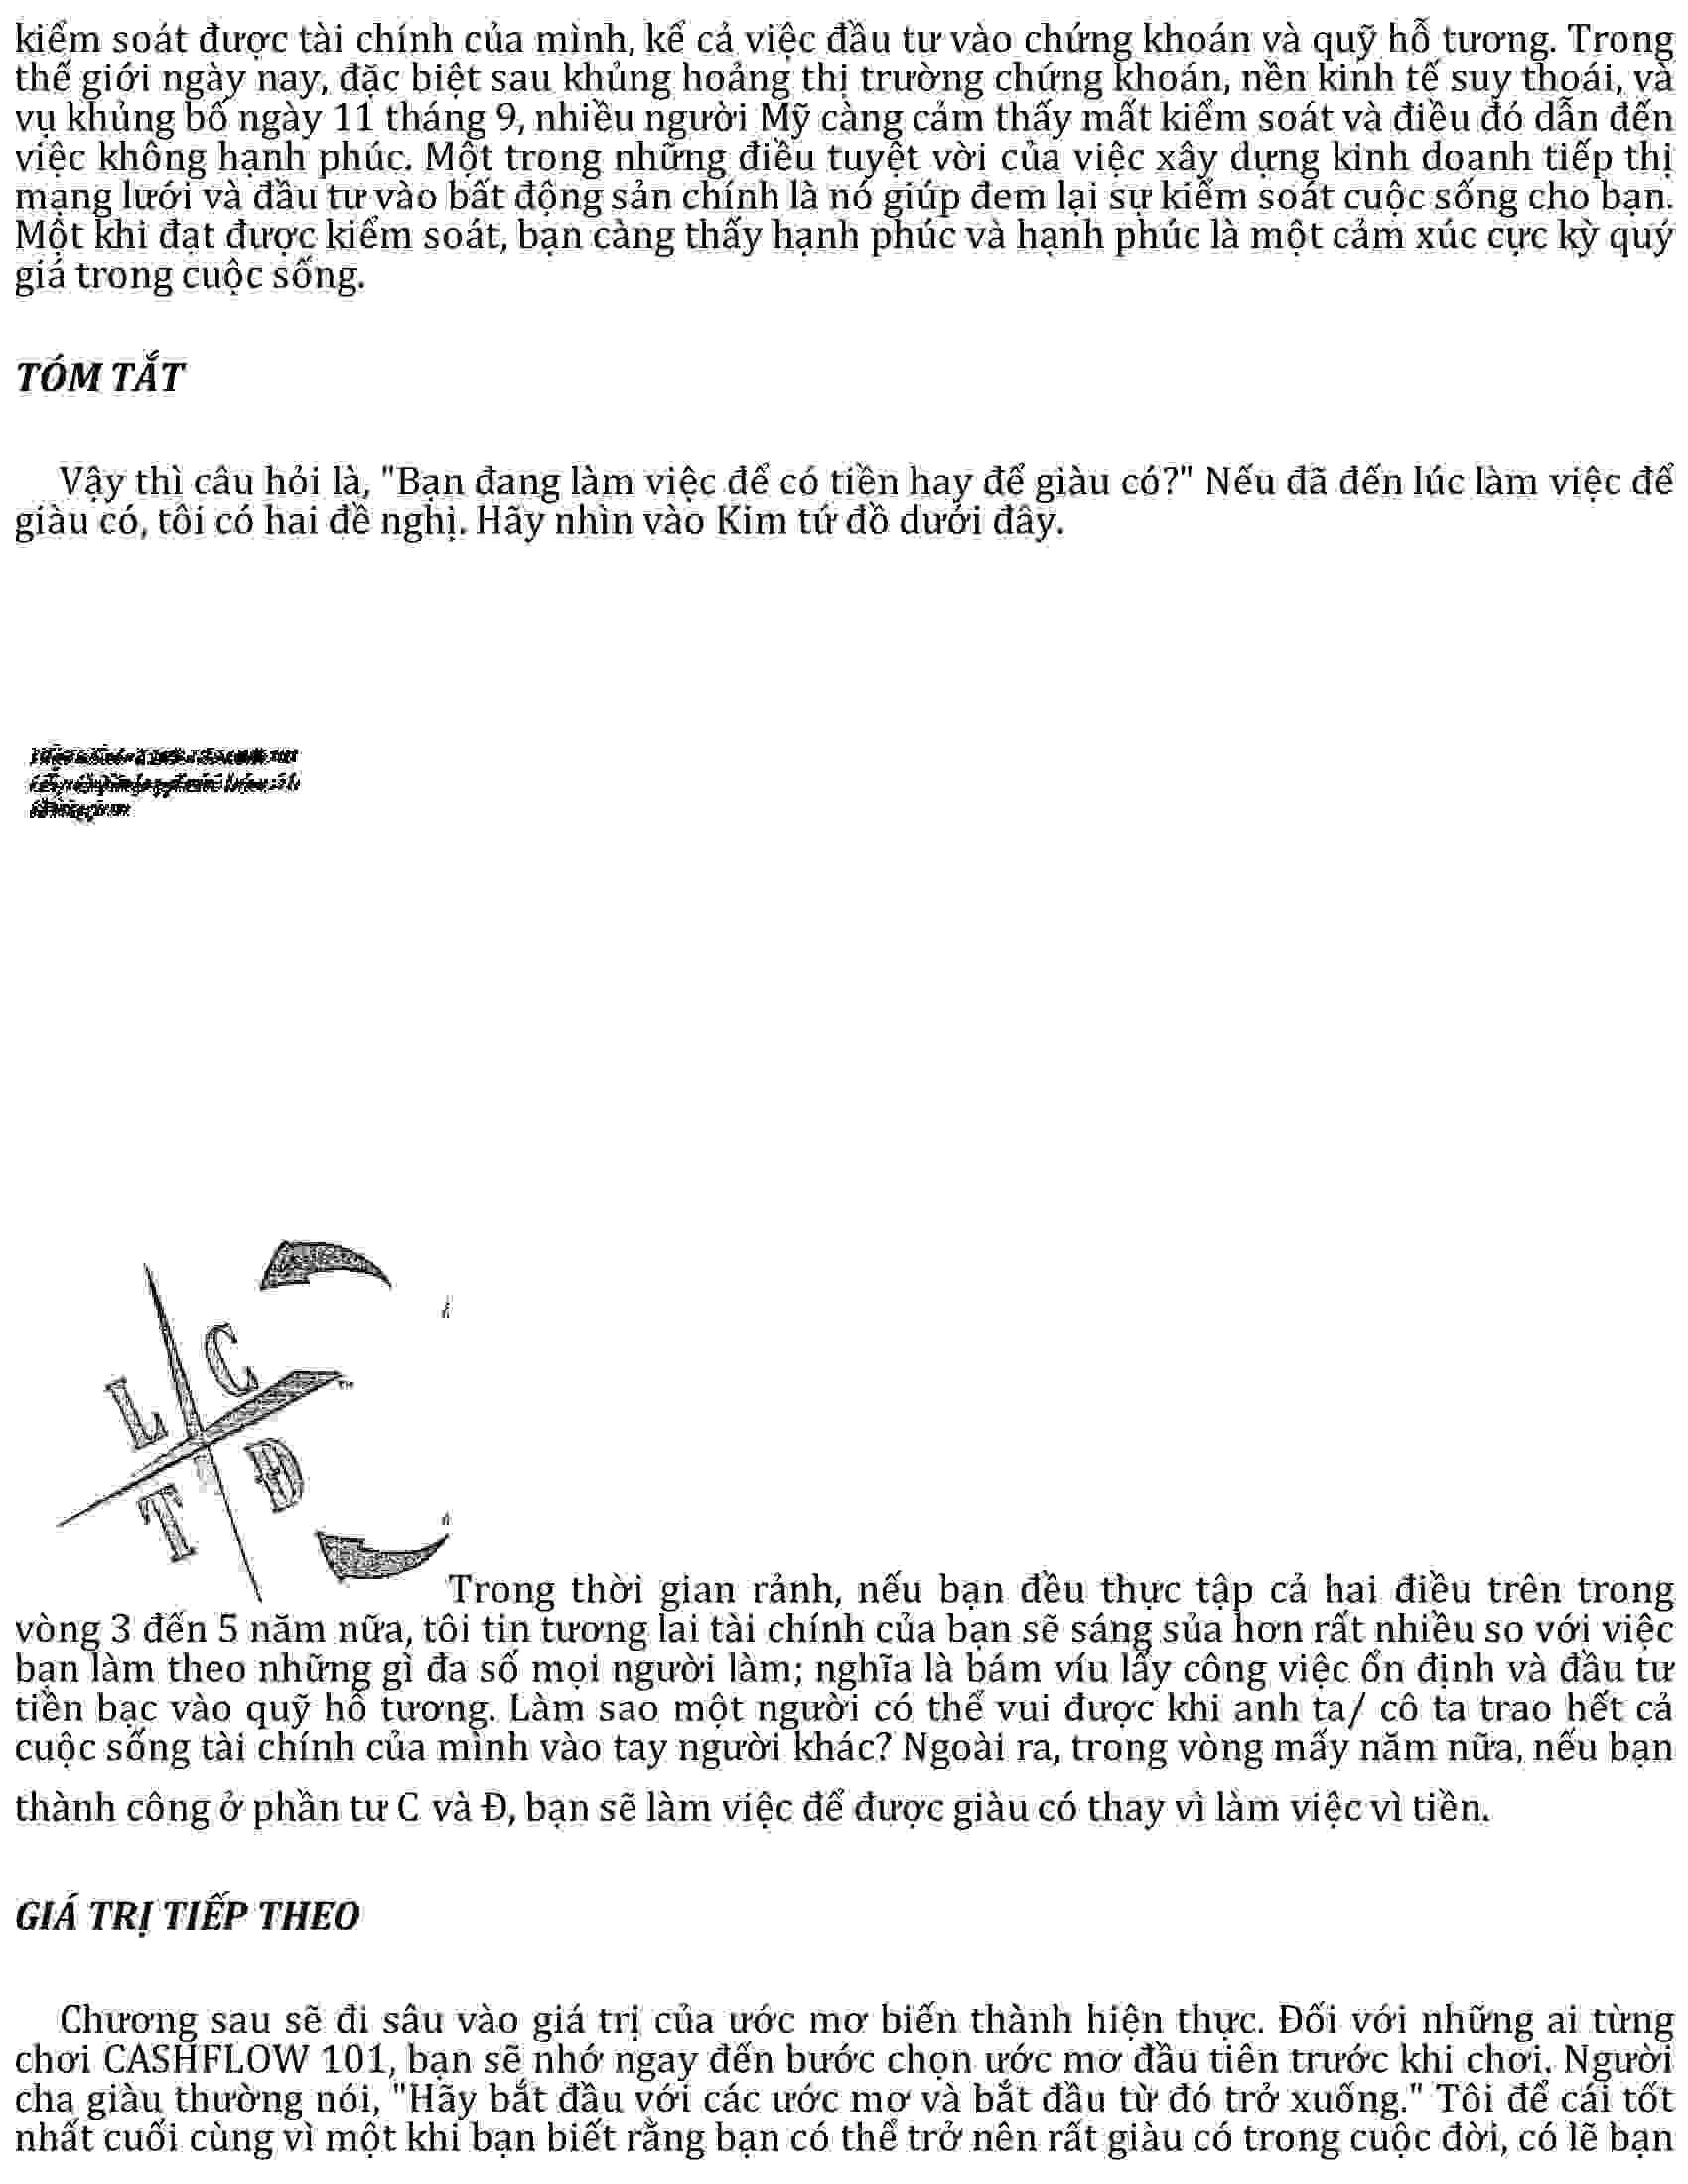 kiểm soát được tài chính của mình, kể cả việc đầu tư vào chứng khoán và quỹ hỗ tương. Trong
thế giới ngày nay, đặc biệt sau khủng hoảng thị trường chứng khoán, nền kinh tế suy thoái, và
vụ khủng bố ngày 11 tháng 9, nhiều người Mỹ càng cảm thấy mất kiểm soát và điều đó dẫn đến
việc không hạnh phúc. Một trong những điều tuyệt vời của việc xây dựng kinh doanh tiếp thị
mạng lưới và đầu tư vào bất động sản chính là nó giúp đem lại sự kiểm soát cuộc sống cho bạn.
Một khi đạt được kiểm soát, bạn càng thấy hạnh phúc và hạnh phúc là một cảm xúc cực kỳ quý
giá trong cuộc sống.
TÓM TẮT
Vậy thì câu hỏi là, "Bạn đang làm việc để có tiền hay để giàu có?" Nếu đã đến lúc làm việc để
giàu có, tôi có hai đề nghị. Hãy nhìn vào Kim tứ đồ dưới đây.
L C
T Đ
TM
Trong thời gian rảnh, nếu bạn đều thực tập cả hai điều trên trong
vòng 3 đến 5 năm nữa, tôi tin tương lai tài chính của bạn sẽ sáng sủa hơn rất nhiều so với việc
bạn làm theo những gì đa số mọi người làm; nghĩa là bám víu lấy công việc ổn định và đầu tư
tiền bạc vào quỹ hỗ tương. Làm sao một người có thể vui được khi anh ta/ cô ta trao hết cả
cuộc sống tài chính của mình vào tay người khác? Ngoài ra, trong vòng mấy năm nữa, nếu bạn
thành công ở phần tư C và Đ, bạn sẽ làm việc để được giàu có thay vì làm việc vì tiền.
GIÁ TRỊ TIẾP THEO
Chương sau sẽ đi sâu vào giá trị của ước mơ biến thành hiện thực. Đối với những ai từng
chơi CASHFLOW 101, bạn sẽ nhớ ngay đến bước chọn ước mơ đầu tiên trước khi chơi. Người
cha giàu thường nói, "Hãy bắt đầu với các ước mơ và bắt đầu từ đó trở xuống." Tôi để cái tốt
nhất cuối cùng vì một khi bạn biết rằng bạn có thể trở nên rất giàu có trong cuộc đời, có lẽ bạn